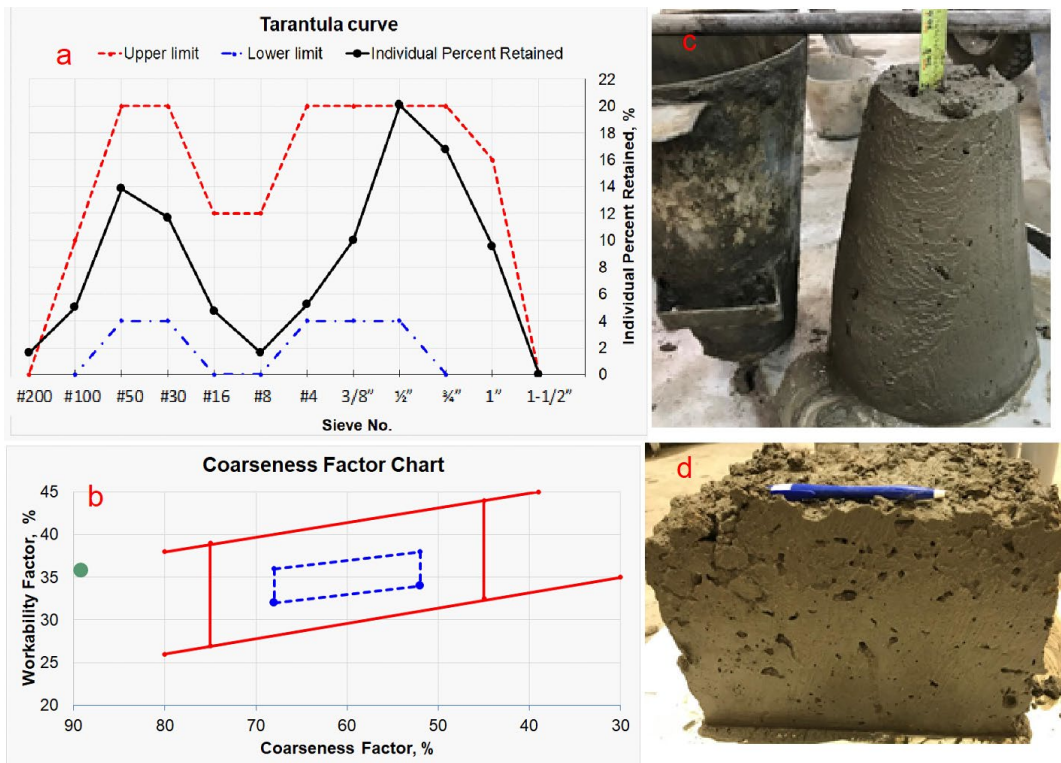 Tarantula curve
a
Upper limit
Lower limit
Individual Percent Retained
22
20
18
16
14
12
10
8
6
4
2
0
Individual Percent Retained, %
#200 #100 #50 #30 #16 #8 #4 3/8” ½” ¾” 1” 1-1/2”
Sieve No.
c
Coarseness Factor Chart
b
45
40
35
30
25
20
Workability Factor, %
90 80 70 60 50 40 30
Coarseness Factor, %
d